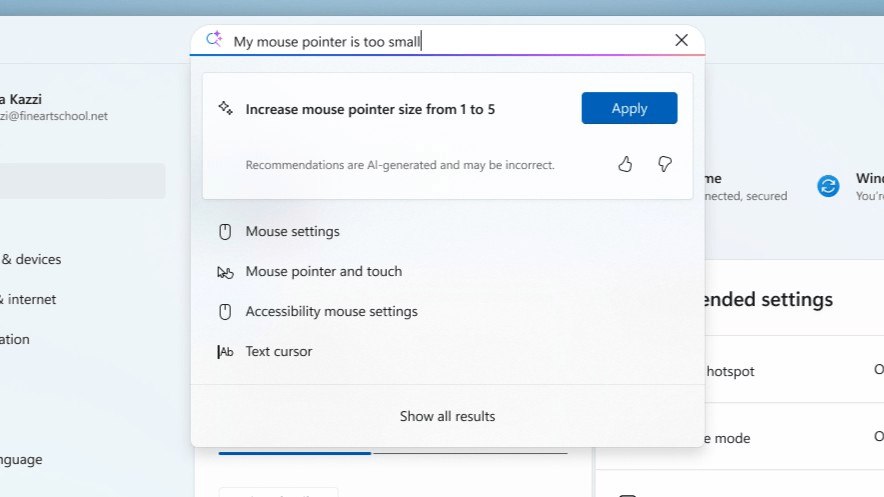 My mouse pointer is too small
Increase mouse pointer size from 1 to 5
Apply
Recommendations are AI-generated and may be incorrect.
Mouse settings
Mouse pointer and touch
Accessibility mouse settings
Ab Text cursor
Show all results
a Kazzi
zi@fineartschool.net
& devices
& internet
ation
nguage
me
nected, secured
Wind
You're
ended settings
hotspot
O
e mode
O